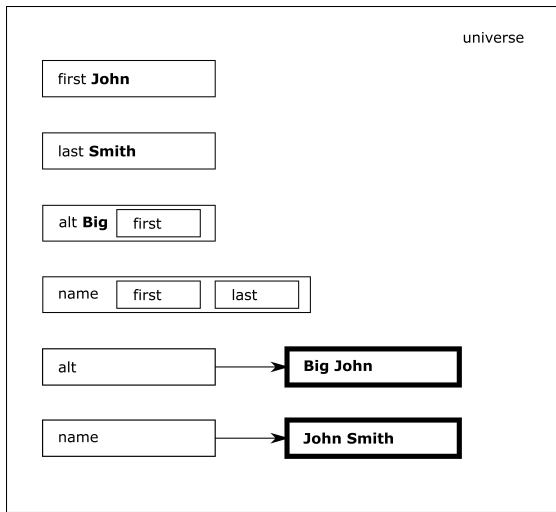 universe
first John
last Smith
alt Big first
name first last
alt Big John
name John Smith